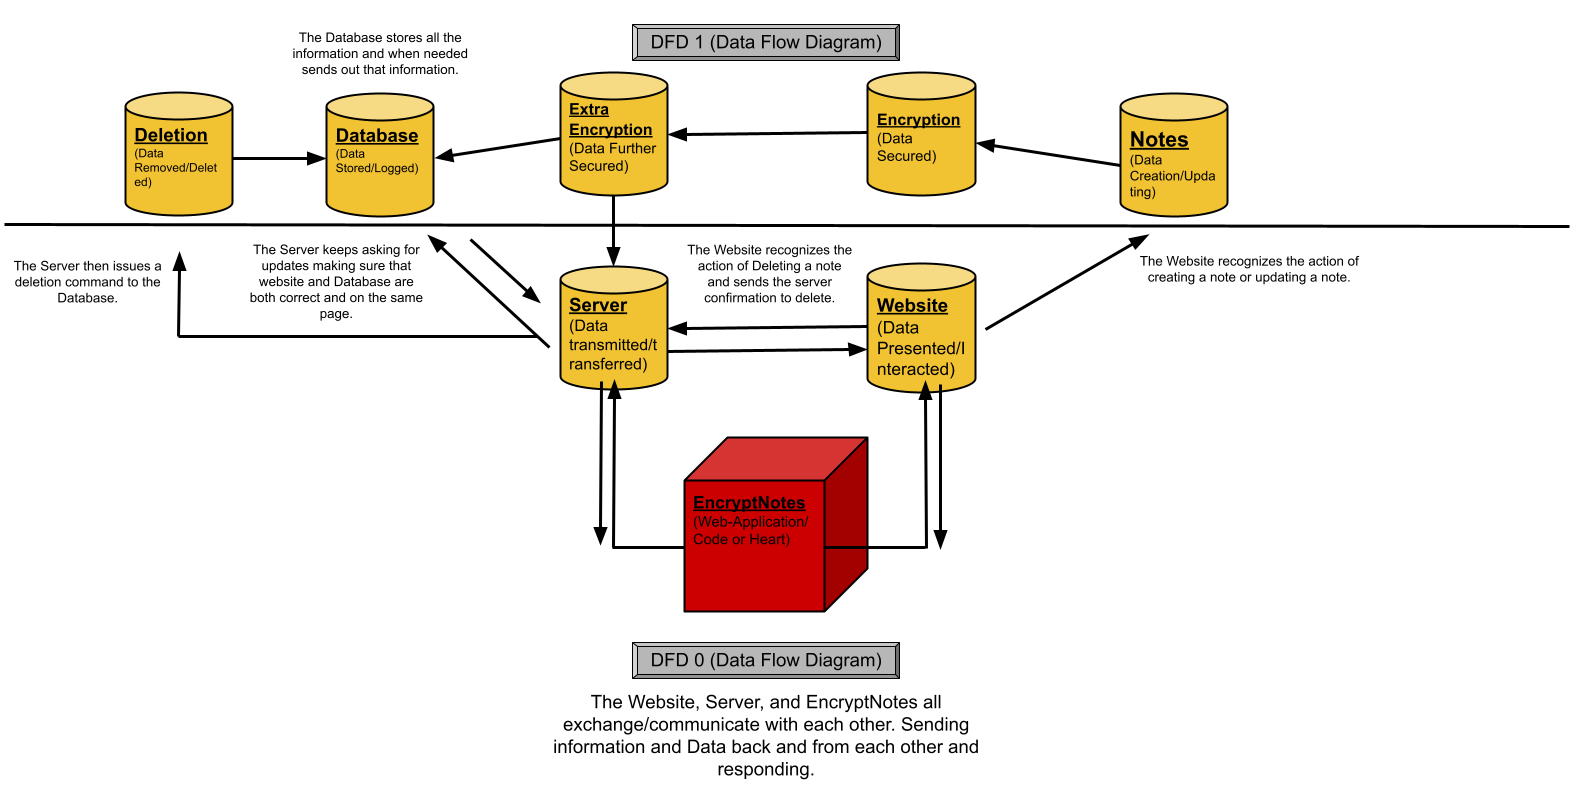 DFD 1 (Data Flow Diagram)
The Database stores all the
information and when needed
sends out that information.
Deletion
(Data
Removed/Delet
ed)
Database
(Data
Stored/Logged)
Extra
Encryption
(Data Further
Secured)
Encryption
(Data
Secured)
Notes
(Data
Creation/Upda
ting)
The Server then issues a
deletion command to the
Database.
The Server keeps asking for
updates making sure that
website and Database are
both correct and on the same
page.
Server
(Data
transmitted/t
ransferred)
The Website recognizes the
action of Deleting a note
and sends the server
confirmation to delete.
Website
(Data
Presented/I
nteracted)
The Website recognizes the action of
creating a note or updating a note.
EncryptNotes
(Web-Application/
Code or Heart)
DFD 0 (Data Flow Diagram)
The Website, Server, and EncryptNotes all
exchange/communicate with each other. Sending
information and Data back and from each other and
responding.